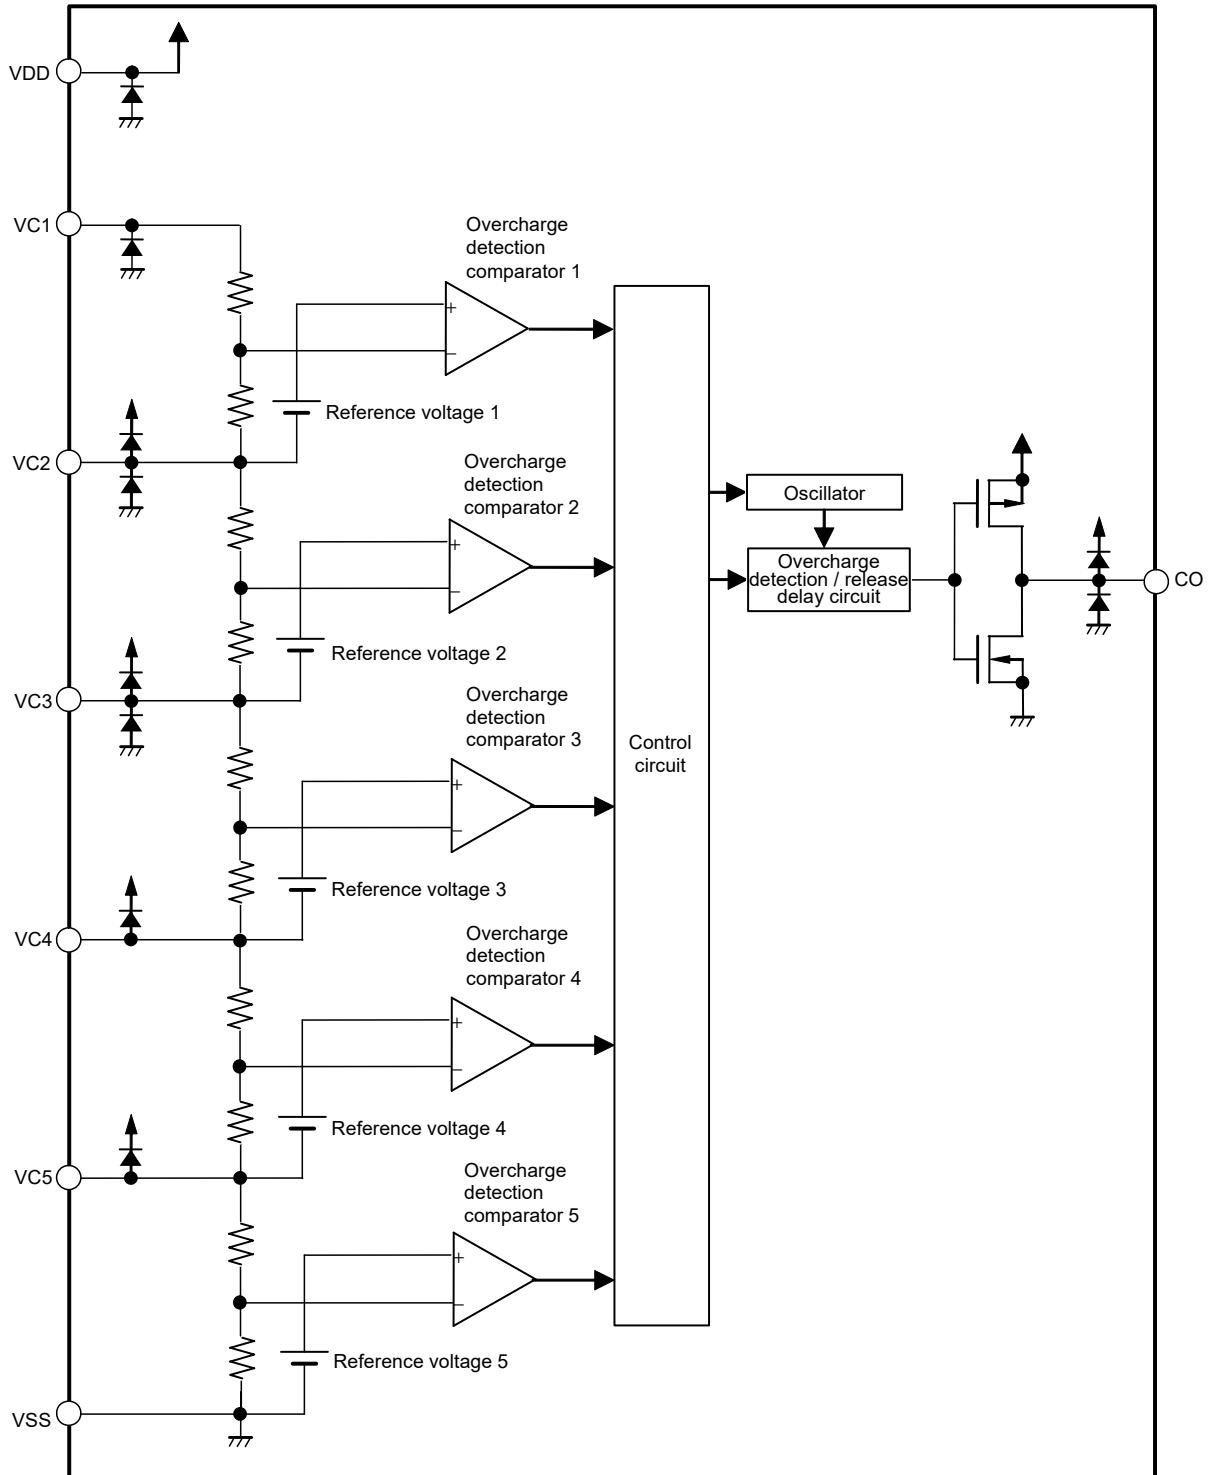 VDD
VC1
Overcharge
detection
comparator 1
+
–
Reference voltage 1
VC2
Overcharge
detection
comparator 2
+
–
Reference voltage 2
VC3
Overcharge
detection
comparator 3
+
–
Reference voltage 3
VC4
Overcharge
detection
comparator 4
+
–
Reference voltage 4
VC5
Overcharge
detection
comparator 5
+
–
Reference voltage 5
VSS
Control
circuit
Oscillator
Overcharge
detection / release
delay circuit
CO